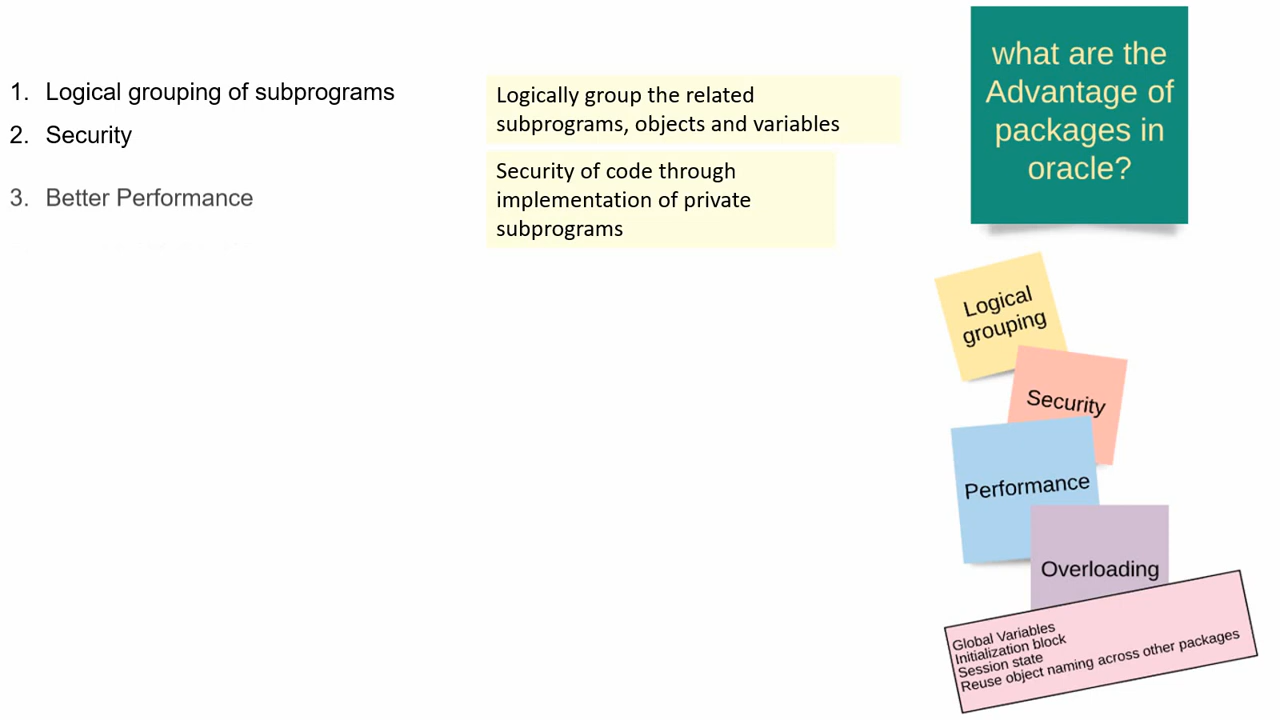 1. Logical grouping of subprograms
2. Security
3. Better Performance
Logically group the related
subprograms, objects and variables
Security of code through
implementation of private
subprograms
what are the
Advantage of
packages in
oracle?
Logical
grouping
Security
Performance
Overloading
Global Variables
Initialization block
Session state
Reuse object naming across other packages